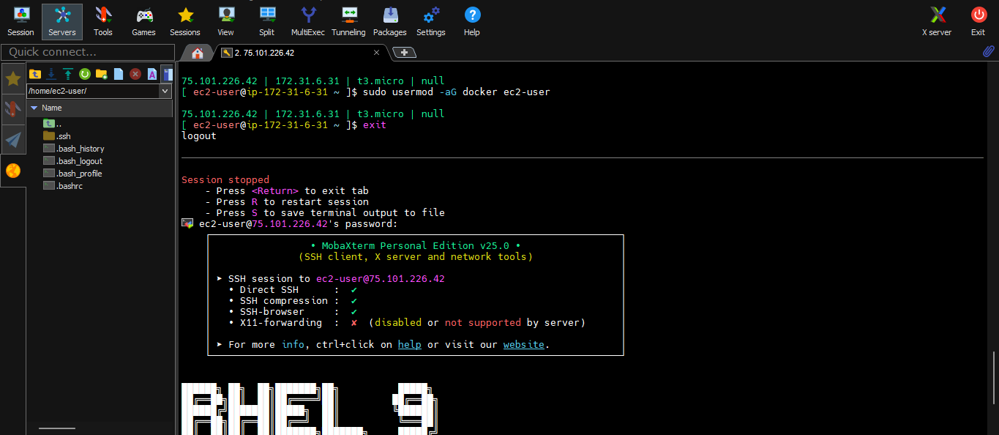 Session Servers Tools Games Sessions View Split MultiExec Tunneling Packages Settings Help X server Exit
Quick connect...
2. 75.101.226.42
/home/ec2-user/
Name
..
.ssh
.bash_history
.bash_logout
.bash_profile
.bashrc
75.101.226.42 | 172.31.6.31 | t3.micro | null
[ ec2-user@ip-172-31-6-31 ~ ]$ sudo usermod -aG docker ec2-user
75.101.226.42 | 172.31.6.31 | t3.micro | null
[ ec2-user@ip-172-31-6-31 ~ ]$ exit
logout
Session stopped
- Press <Return> to exit tab
- Press R to restart session
- Press S to save terminal output to file
ec2-user@75.101.226.42's password:
• MobaXterm Personal Edition v25.0 •
(SSH client, X server and network tools)
➤ SSH session to ec2-user@75.101.226.42
• Direct SSH : ✔
• SSH compression : ✔
• SSH-browser : ✔
• X11-forwarding : ✘ (disabled or not supported by server)
➤ For more info, ctrl+click on help or visit our website.
RHEL 9